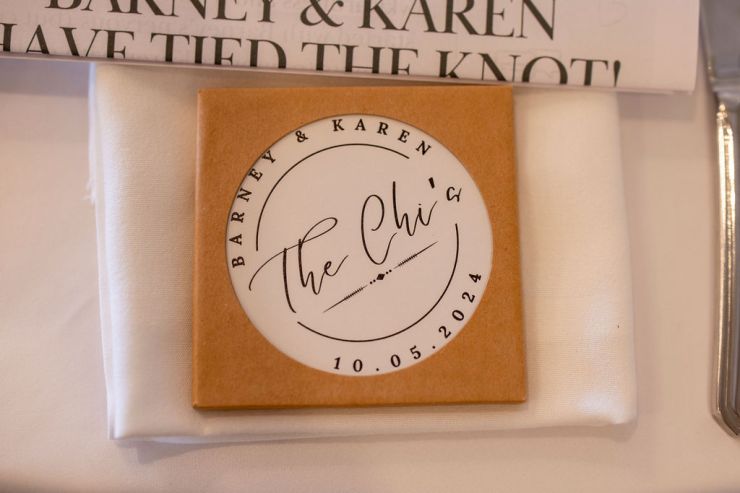 BARNEY & KAREN
HAVE TIED THE KNOT!
BARNEY & KAREN
The Chi's
10.05.2024